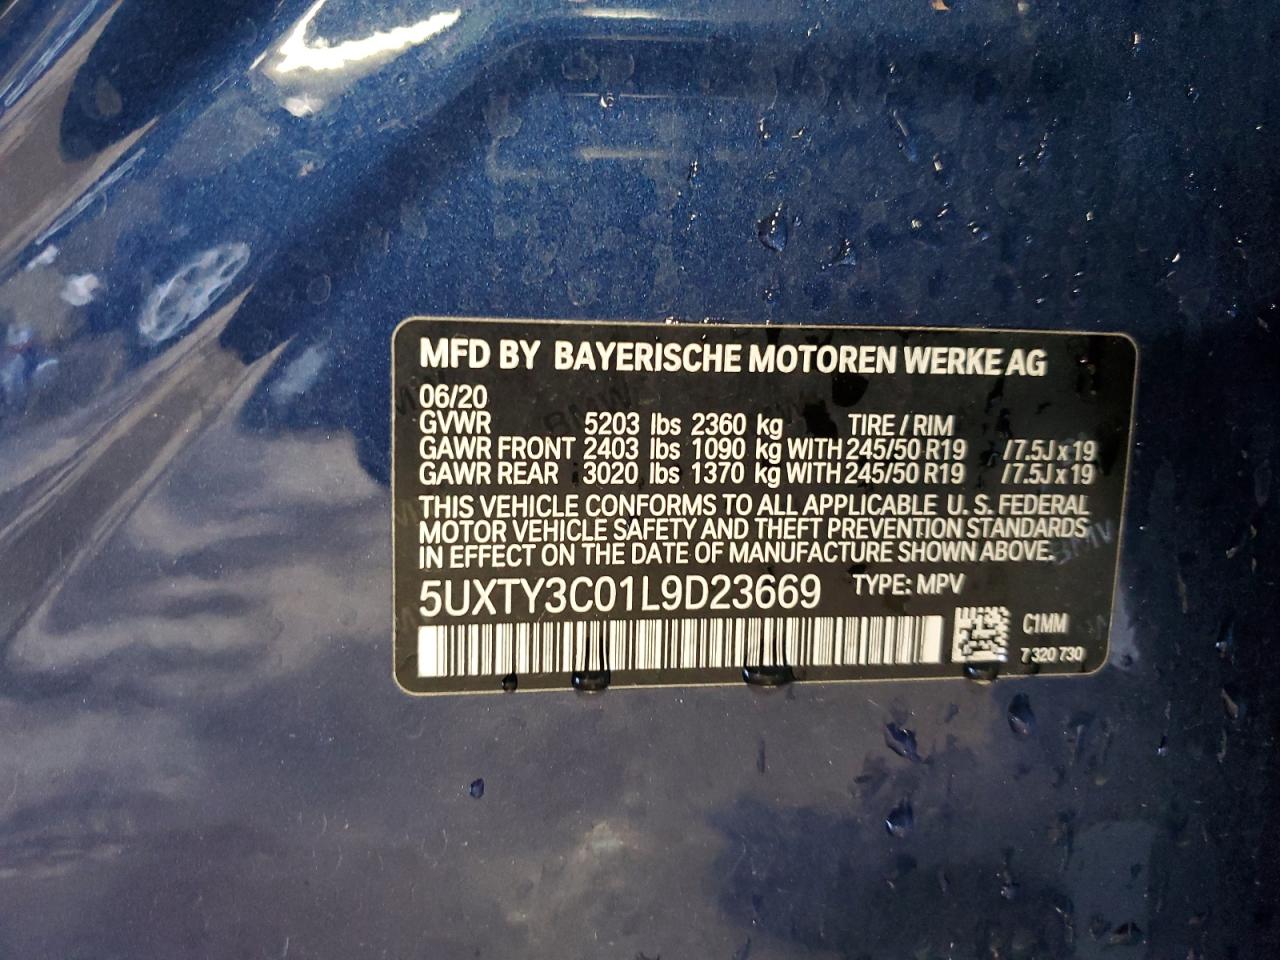 MFD BY BAYERISCHE MOTOREN WERKE AG
06/20
GVWR 5203 lbs 2360 kg TIRE / RIM
GAWR FRONT 2403 lbs 1090 kg WITH 245/50 R19 /7.5J x 19
GAWR REAR 3020 lbs 1370 kg WITH 245/50 R19 /7.5J x 19
THIS VEHICLE CONFORMS TO ALL APPLICABLE U. S. FEDERAL
MOTOR VEHICLE SAFETY AND THEFT PREVENTION STANDARDS
IN EFFECT ON THE DATE OF MANUFACTURE SHOWN ABOVE.
5UXTY3C01L9D23669 TYPE: MPV
C1MM
7 320 730